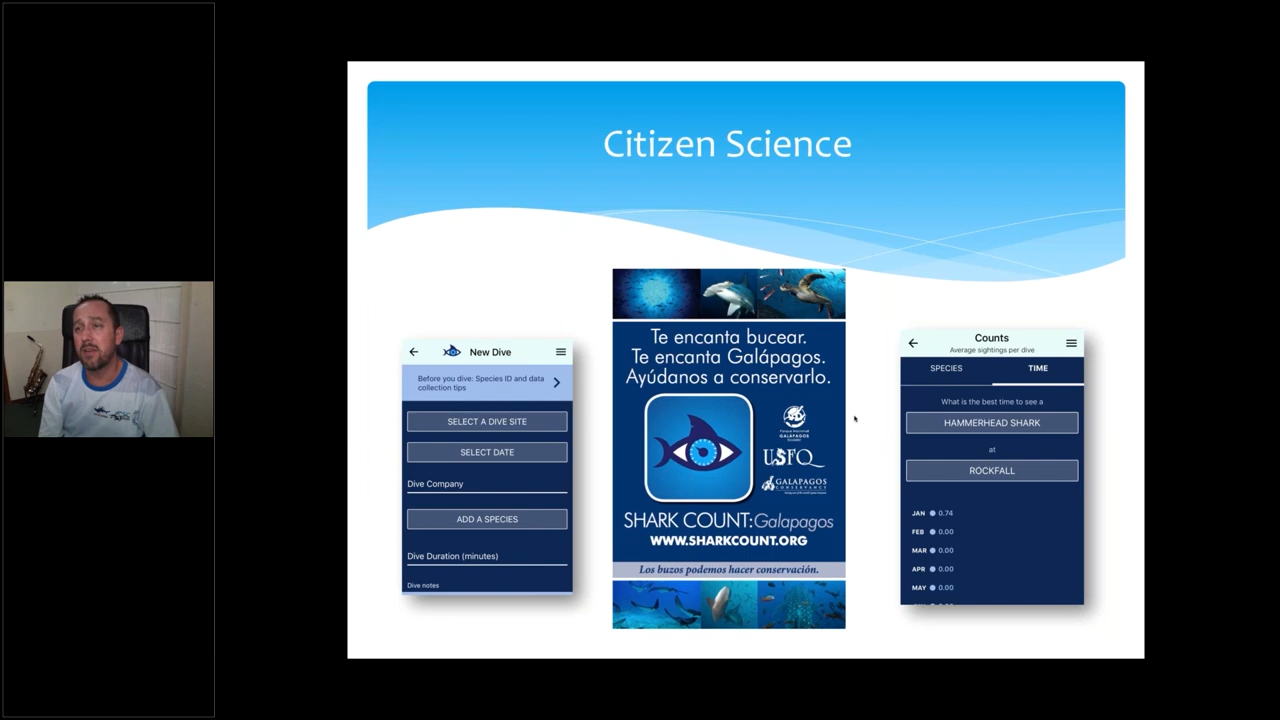 Citizen Science
New Dive
Before you dive: Species ID and data
collection tips
SELECT A DIVE SITE
SELECT DATE
Dive Company
ADD A SPECIES
Dive Duration (minutes)
Dive notes
Te encanta bucear.
Te encanta Galápagos.
Ayúdanos a conservarlo.
Parque Nacional
GALÁPAGOS
USFQ
GALAPAGOS
CONSERVANCY
SHARK COUNT:Galapagos
WWW.SHARKCOUNT.ORG
Los buzos podemos hacer conservación.
Counts
Average sightings per dive
SPECIES
TIME
What is the best time to see a
HAMMERHEAD SHARK
at
ROCKFALL
JAN 0.74
FEB 0.00
MAR 0.00
APR 0.00
MAY 0.00